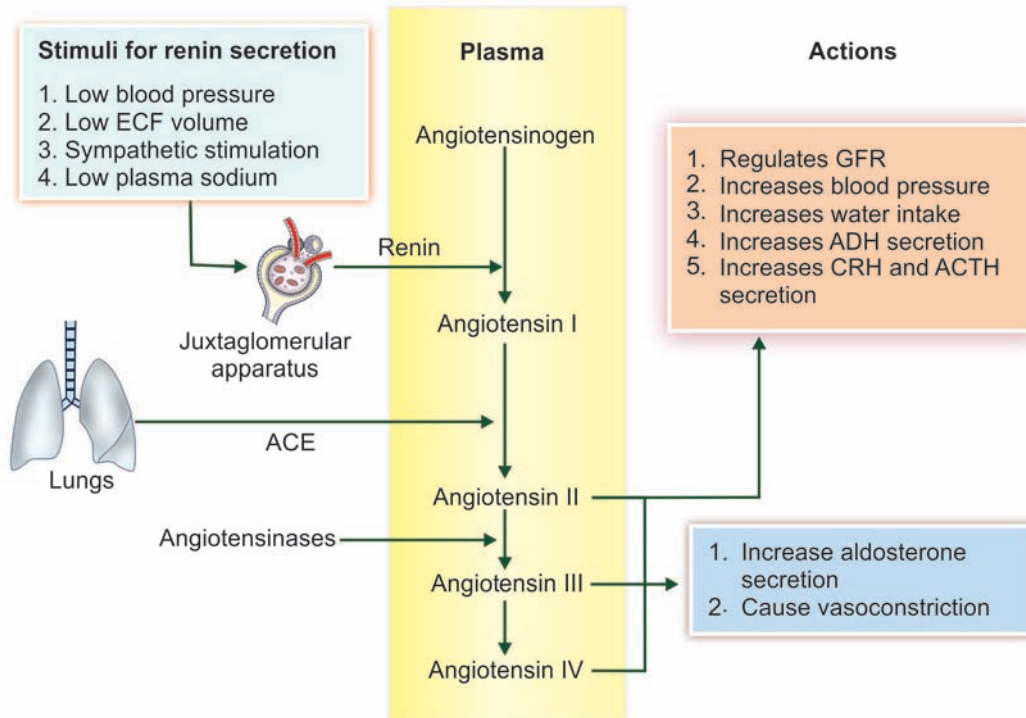 Stimuli for renin secretion
1. Low blood pressure
2. Low ECF volume
3. Sympathetic stimulation
4. Low plasma sodium
Plasma
Actions
Angiotensinogen
1. Regulates GFR
2. Increases blood pressure
3. Increases water intake
4. Increases ADH secretion
5. Increases CRH and ACTH
secretion
Renin
Juxtaglomerular
apparatus
Angiotensin I
Lungs
ACE
Angiotensin II
Angiotensinases
Angiotensin III
1. Increase aldosterone
secretion
2. Cause vasoconstriction
Angiotensin IV